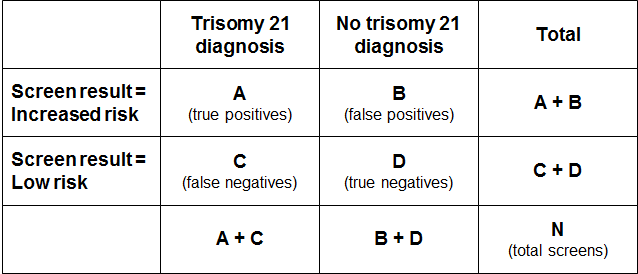 Trisomy 21
diagnosis
No trisomy 21
diagnosis
Total
Screen result =
Increased risk
A
(true positives)
B
(false positives)
A + B
Screen result =
Low risk
C
(false negatives)
D
(true negatives)
C + D
A + C
B + D
N
(total screens)